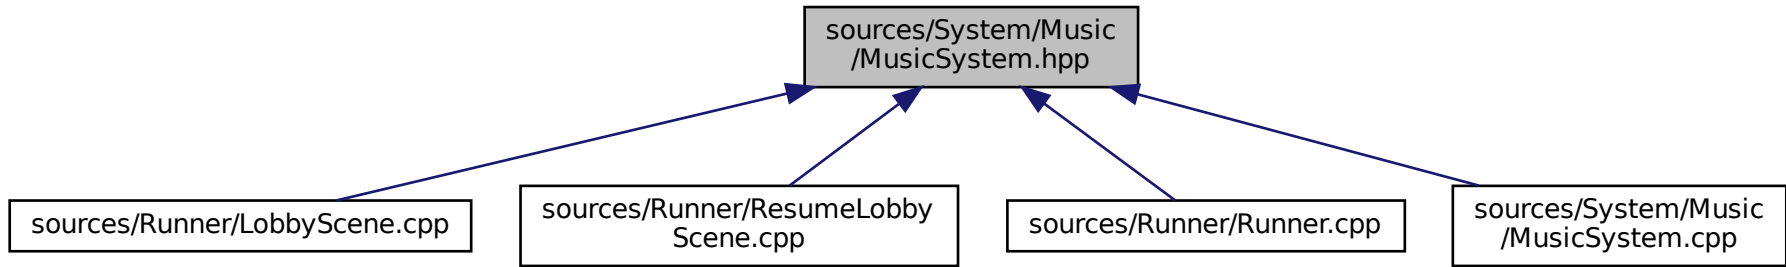 sources/System/Music
/MusicSystem.hpp
sources/Runner/LobbyScene.cpp
sources/Runner/ResumeLobby
Scene.cpp
sources/Runner/Runner.cpp
sources/System/Music
/MusicSystem.cpp